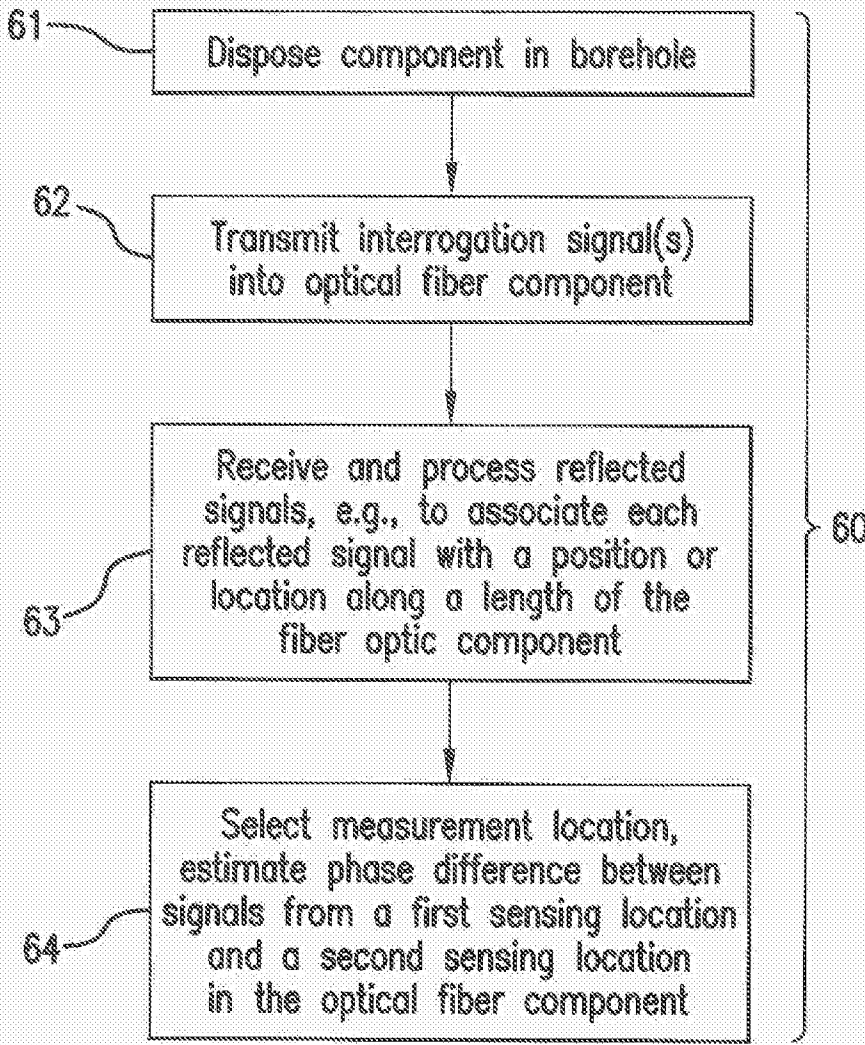 61
Dispose component in borehole
62
Transmit interrogation signal(s)
into optical fiber component
Receive and process reflected
signals, e.g., to associate each
reflected signal with a position or
location along a length of the
fiber optic component
63
60
Select measurement location,
estimate phase difference between
signals from a first sensing location
and a second sensing location
in the optical fiber component
64